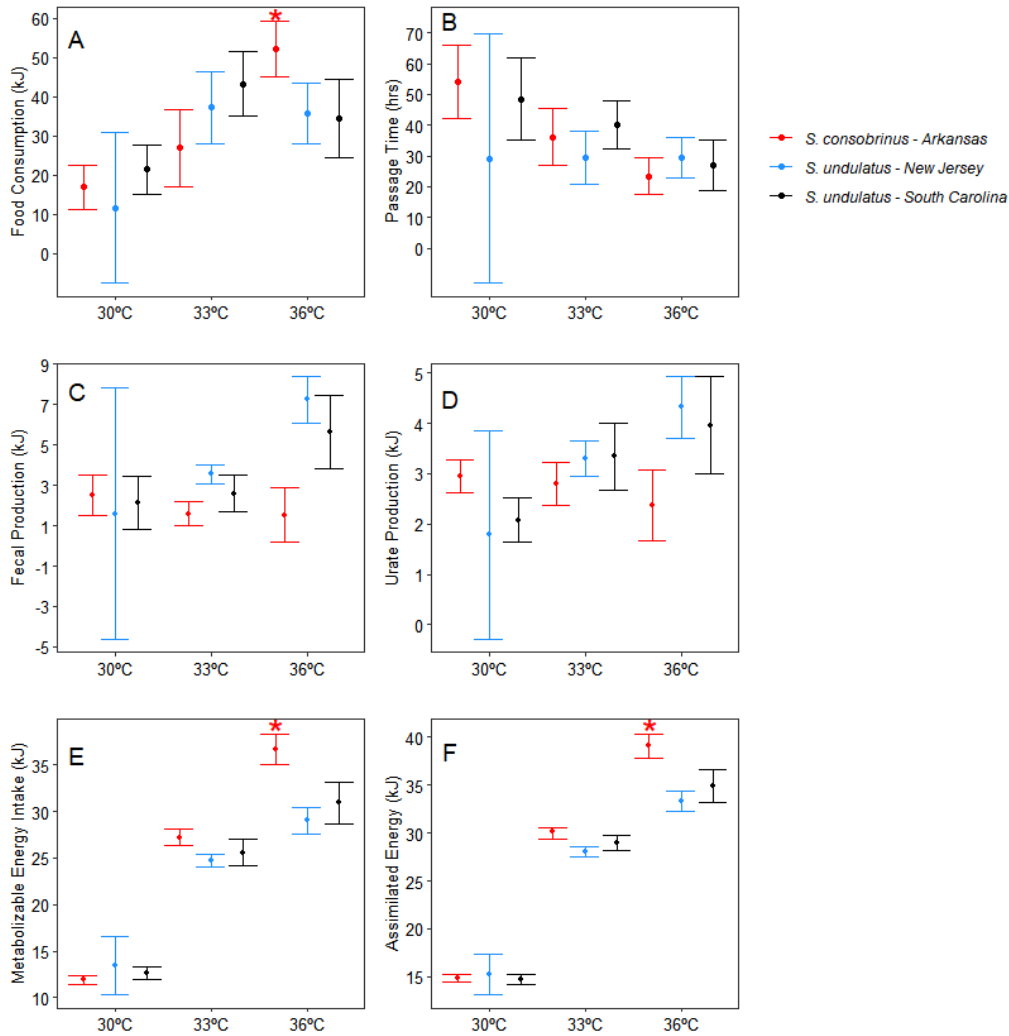 A
Food Consumption (kJ)
60
50
40
30
20
10
0
*
30ºC
33ºC
36ºC
B
Passage Time (hrs)
70
60
50
40
30
20
10
0
30ºC
33ºC
36ºC
S. consobrinus - Arkansas
S. undulatus - New Jersey
S. undulatus - South Carolina
C
Fecal Production (kJ)
9
7
5
3
1
-1
-3
-5
30ºC
33ºC
36ºC
D
Urate Production (kJ)
5
4
3
2
1
0
30ºC
33ºC
36ºC
E
Metabolizable Energy Intake (kJ)
35
30
25
20
15
10
*
30ºC
33ºC
36ºC
F
Assimilated Energy (kJ)
40
35
30
25
20
15
*
30ºC
33ºC
36ºC